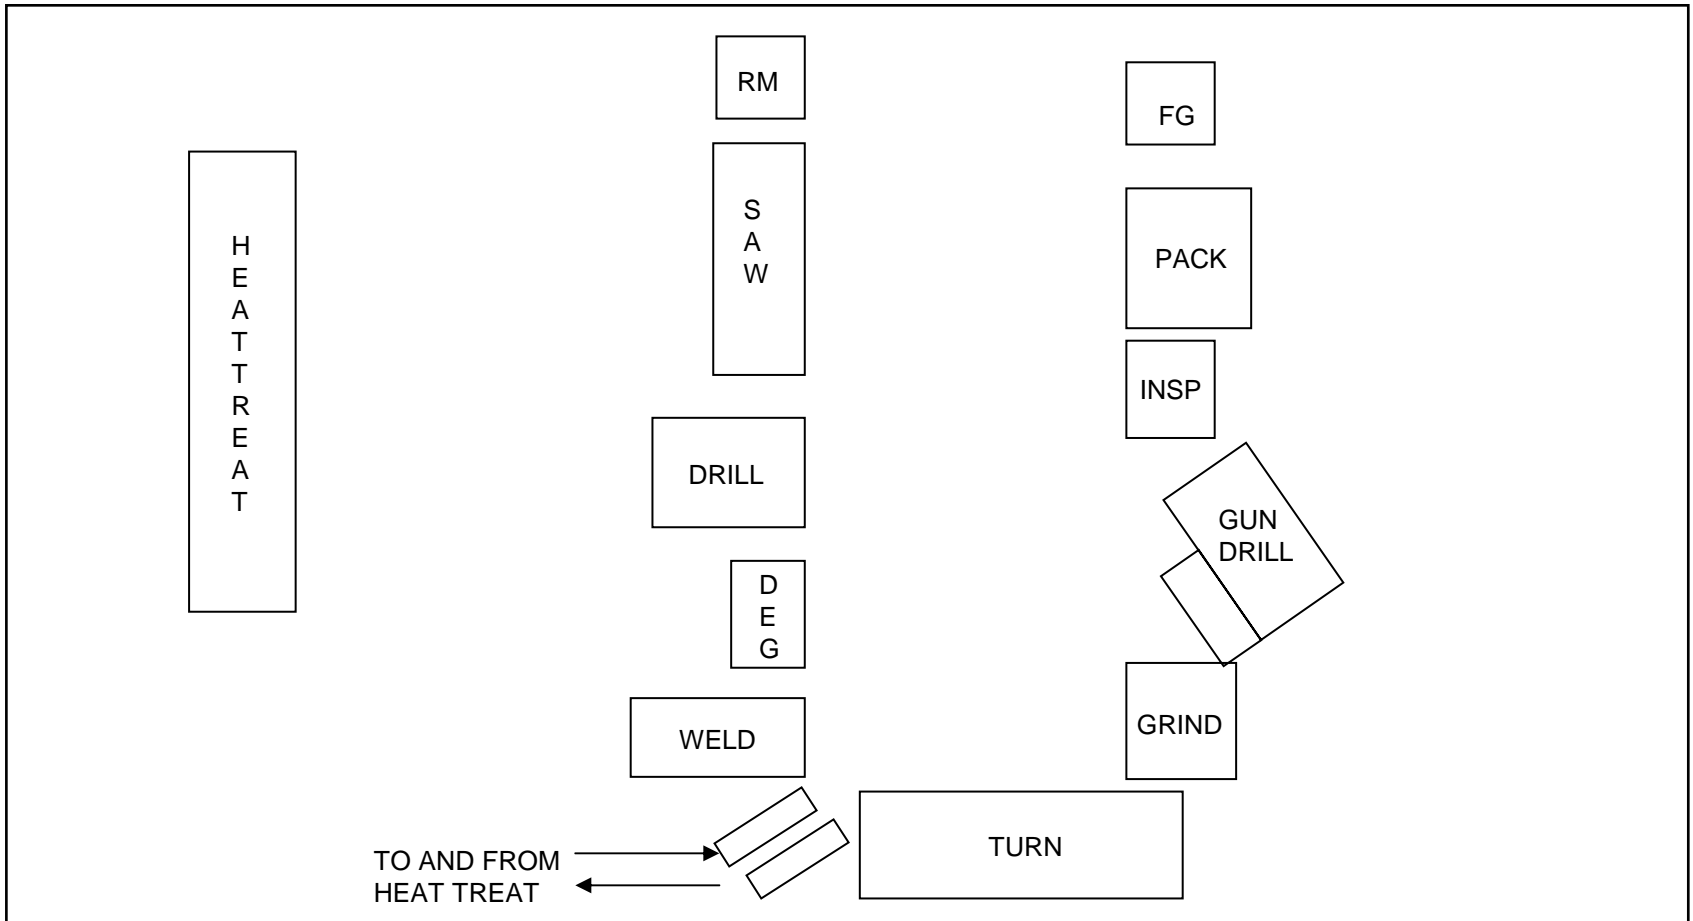 RM
FG
S
A
W
H
E
A
T
T
R
E
A
T
PACK
INSP
DRILL
GUN
DRILL
D
E
G
WELD
GRIND
TURN
TO AND FROM
HEAT TREAT